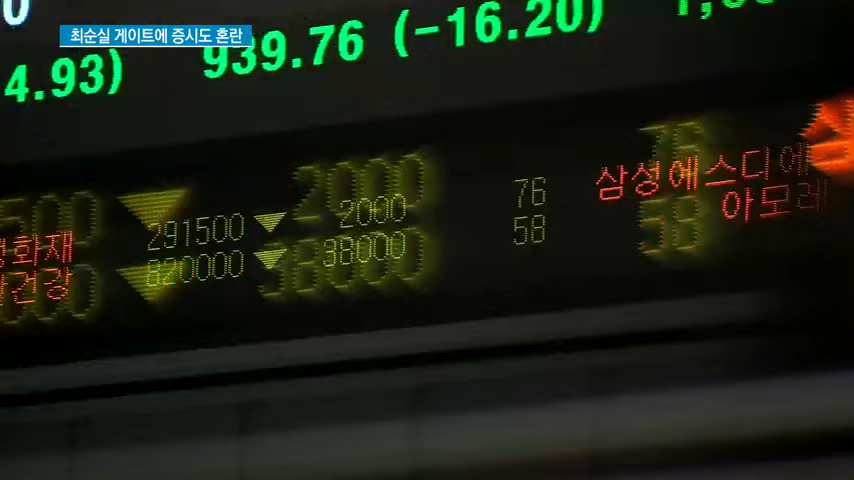 최순실 게이트에 증시도 혼란
0
4.93) 939.76 (-16.20)
화재 291500 ▼ 2000 76 삼성에스디에
건강 820000 ▼ 38000 58 아모레